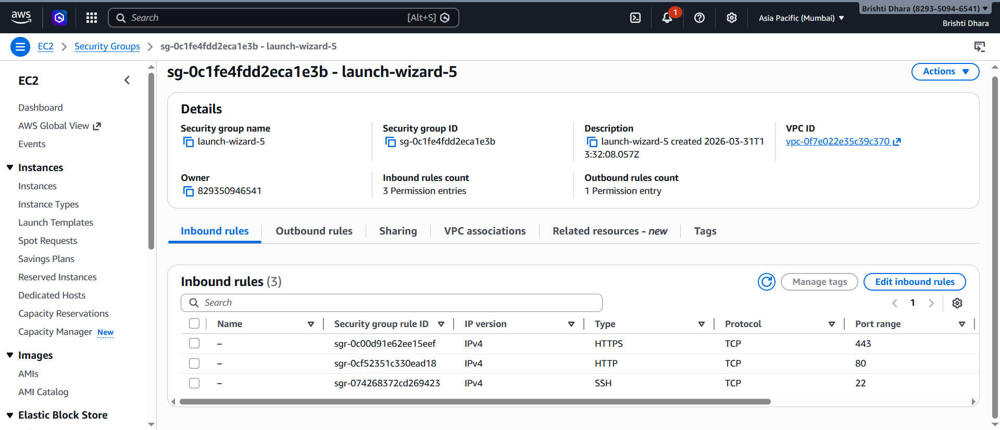 aws
Search
[Alt+S]
1
Asia Pacific (Mumbai)
Brishti Dhara (8293-5094-6541)
Brishti Dhara
EC2
Security Groups
sg-0c1fe4fdd2eca1e3b - launch-wizard-5
EC2
Dashboard
AWS Global View
Events
Instances
Instances
Instance Types
Launch Templates
Spot Requests
Savings Plans
Reserved Instances
Dedicated Hosts
Capacity Reservations
Capacity Manager New
Images
AMIs
AMI Catalog
Elastic Block Store
sg-0c1fe4fdd2eca1e3b - launch-wizard-5
Actions
Details
Security group name
launch-wizard-5
Security group ID
sg-0c1fe4fdd2eca1e3b
Description
launch-wizard-5 created 2026-03-31T1
3:32:08.057Z
VPC ID
vpc-0f7e022e35c39c370
Owner
829350946541
Inbound rules count
3 Permission entries
Outbound rules count
1 Permission entry
Inbound rules
Outbound rules
Sharing
VPC associations
Related resources - new
Tags
Inbound rules (3)
Manage tags
Edit inbound rules
Search
1
Name Security group rule ID IP version Type Protocol Port range
– sgr-0c00d91e62ee15eef IPv4 HTTPS TCP 443
– sgr-0cf52351c330ead18 IPv4 HTTP TCP 80
– sgr-074268372cd269423 IPv4 SSH TCP 22